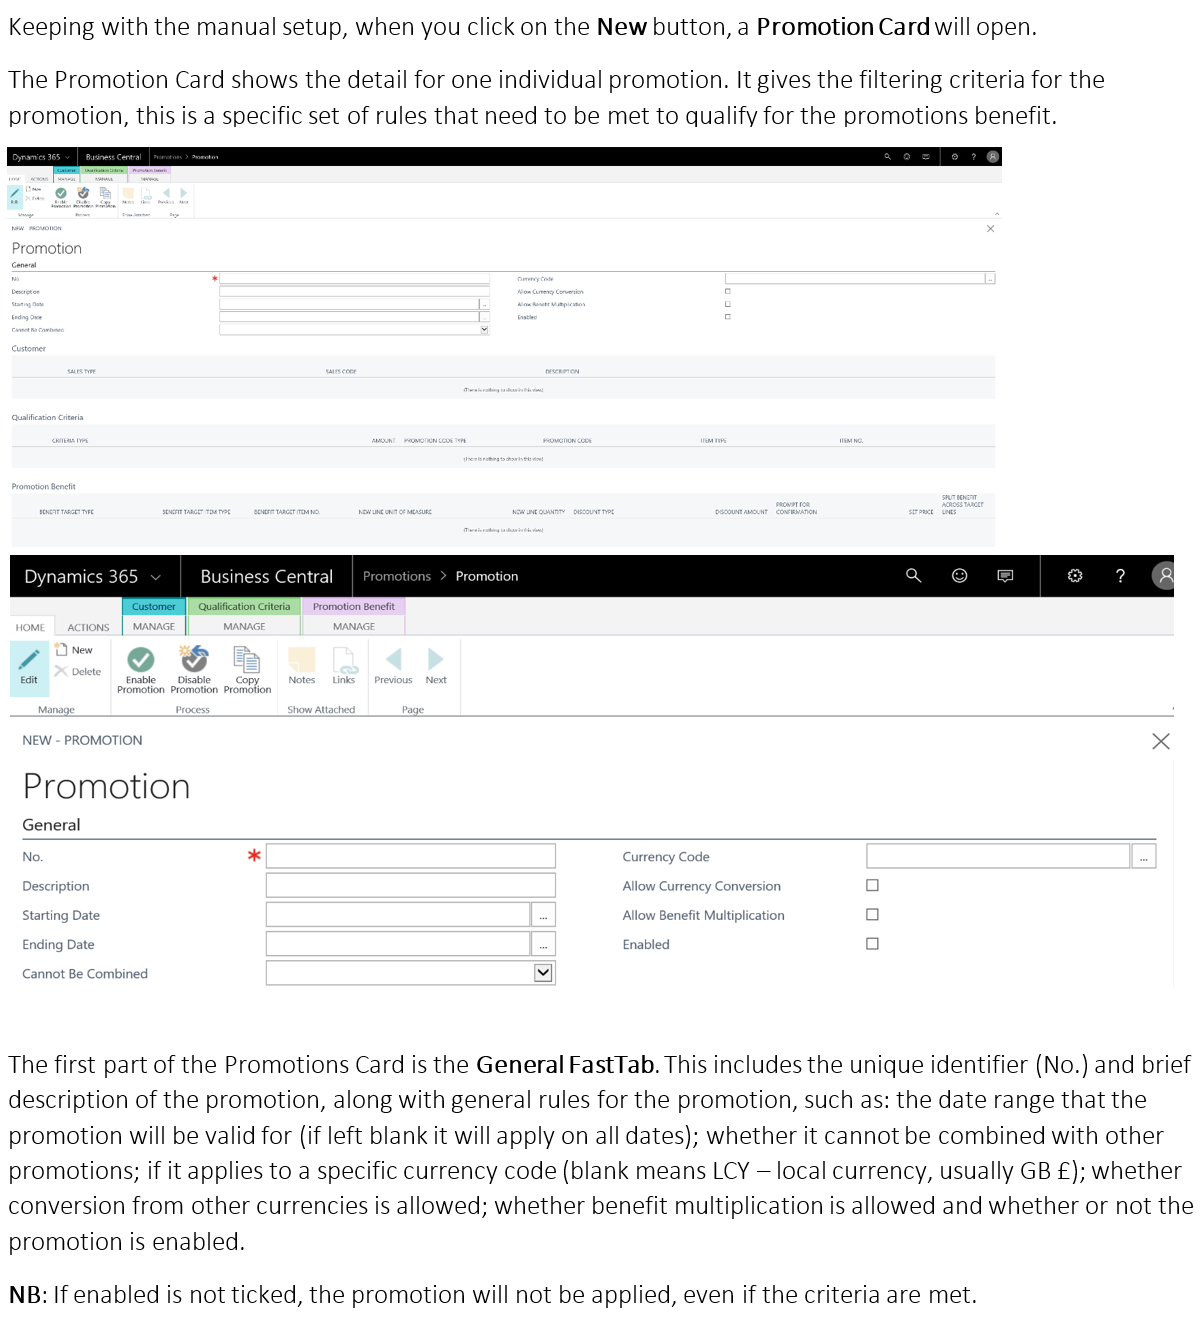 Keeping with the manual setup, when you click on the New button, a Promotion Card will open.
The Promotion Card shows the detail for one individual promotion. It gives the filtering criteria for the
promotion, this is a specific set of rules that need to be met to qualify for the promotions benefit.
Dynamics 365 Business Central Promotions > Promotion
Customer Qualification Criteria Promotion Benefit
HOME ACTIONS MANAGE MANAGE MANAGE
Edit New Delete Enable Promotion Disable Promotion Copy Promotion Notes Links Previous Next
Manage Process Show Attached Page
NEW - PROMOTION
Promotion
General
No. * Currency Code ...
Description Allow Currency Conversion
Starting Date ... Allow Benefit Multiplication
Ending Date ... Enabled
Cannot Be Combined
Customer
SALES TYPE SALES CODE DESCRIPTION
(There is nothing to show in this view)
Qualification Criteria
CRITERIA TYPE AMOUNT PROMOTION CODE TYPE PROMOTION CODE ITEM TYPE ITEM NO.
(There is nothing to show in this view)
Promotion Benefit
BENEFIT TARGET TYPE BENEFIT TARGET ITEM TYPE BENEFIT TARGET ITEM NO. NEW LINE UNIT OF MEASURE NEW LINE QUANTITY DISCOUNT TYPE DISCOUNT AMOUNT PROMPT FOR CONFIRMATION SET PRICE SPLIT BENEFIT ACROSS TARGET LINES
(There is nothing to show in this view)
Dynamics 365 Business Central Promotions > Promotion ?
Customer Qualification Criteria Promotion Benefit
HOME ACTIONS MANAGE MANAGE MANAGE
New
Delete
Edit Enable Disable Copy Notes Links Previous Next
Promotion Promotion Promotion
Manage Process Show Attached Page
NEW - PROMOTION
Promotion
General
No. * Currency Code ...
Description Allow Currency Conversion
Starting Date ... Allow Benefit Multiplication
Ending Date ... Enabled
Cannot Be Combined
The first part of the Promotions Card is the General FastTab. This includes the unique identifier (No.) and brief
description of the promotion, along with general rules for the promotion, such as: the date range that the
promotion will be valid for (if left blank it will apply on all dates); whether it cannot be combined with other
promotions; if it applies to a specific currency code (blank means LCY – local currency, usually GB £); whether
conversion from other currencies is allowed; whether benefit multiplication is allowed and whether or not the
promotion is enabled.
NB: If enabled is not ticked, the promotion will not be applied, even if the criteria are met.